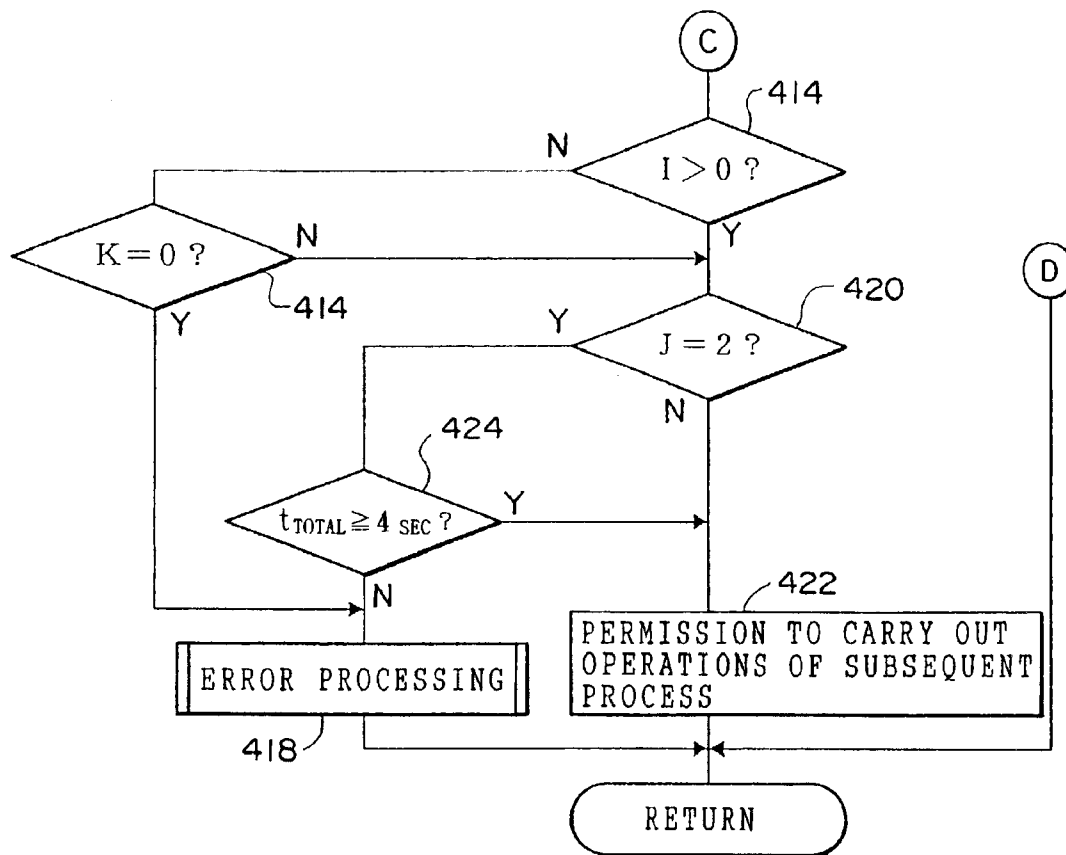 C
414
N
I > 0 ?
Y
K = 0 ?
N
414
Y
D
420
Y
J = 2 ?
N
424
tTOTAL ≧ 4 SEC ?
Y
N
422
PERMISSION TO CARRY OUT
OPERATIONS OF SUBSEQUENT
PROCESS
ERROR PROCESSING
418
RETURN